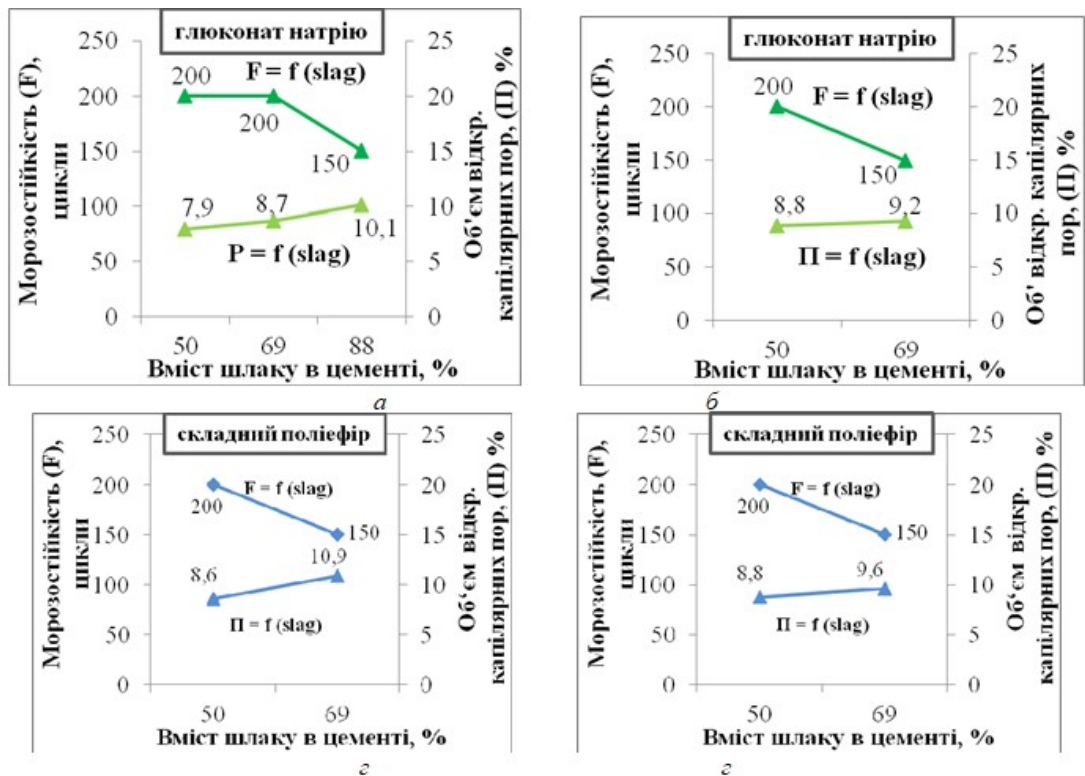 глюконат натрію
Морозостійкість (F),
цикли
250
200
150
100
50
0
F = f (slag)
200
200
150
7,9
8,7
10,1
P = f (slag)
25
20
15
10
5
0
Об'єм відкр.
капілярних пор, (П) %
50 69 88
Вміст шлаку в цементі, %
а
глюконат натрію
Морозостійкість (F),
цикли
250
200
150
100
50
0
200
F = f (slag)
150
8,8
9,2
П = f (slag)
25
20
15
10
5
0
Об' відкр. капілярних
пор, (П) %
50 69
Вміст шлаку в цементі, %
б
складний поліефір
Морозостійкість (F),
цикли
250
200
150
100
50
0
F = f (slag)
200
150
8,6
10,9
П = f (slag)
25
20
15
10
5
0
Об‘єм відкр.
капілярних пор, (П) %
50 69
Вміст шлаку в цементі, %
г
складний поліефір
Морозостійкість (F),
цикли
250
200
150
100
50
0
F = f (slag)
200
150
8,8
9,6
П = f (slag)
25
20
15
10
5
0
Об‘єм відкр.
капілярних пор, (П) %
50 69
Вміст шлаку в цементі, %
г